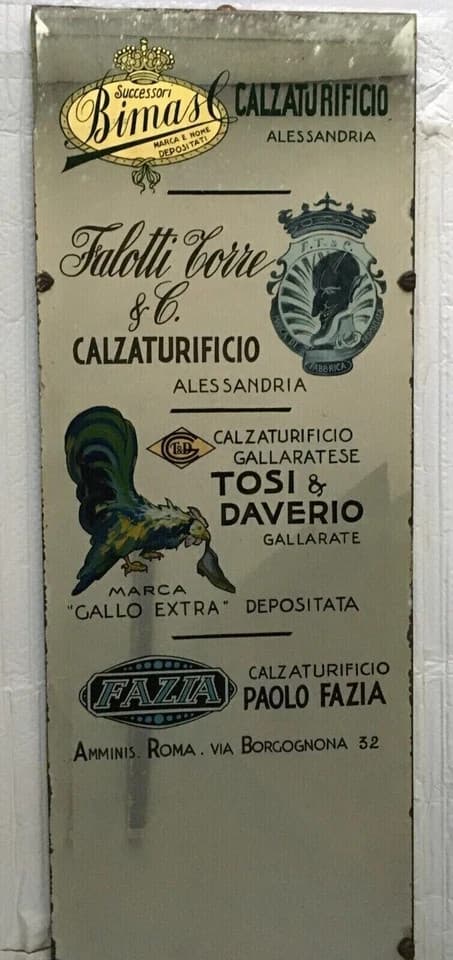 Successori
Bimas C
MARCA E NOME
DEPOSITATI
CALZATURIFICIO
ALESSANDRIA
Falotti Torre
& C.
CALZATURIFICIO
ALESSANDRIA
F.T. & C.
FABBRICA
T&D
CALZATURIFICIO
GALLARATESE
TOSI &
DAVERIO
GALLARATE
MARCA
"GALLO EXTRA" DEPOSITATA
FAZIA
CALZATURIFICIO
PAOLO FAZIA
AMMINIS. ROMA. VIA BORGOGNONA 32